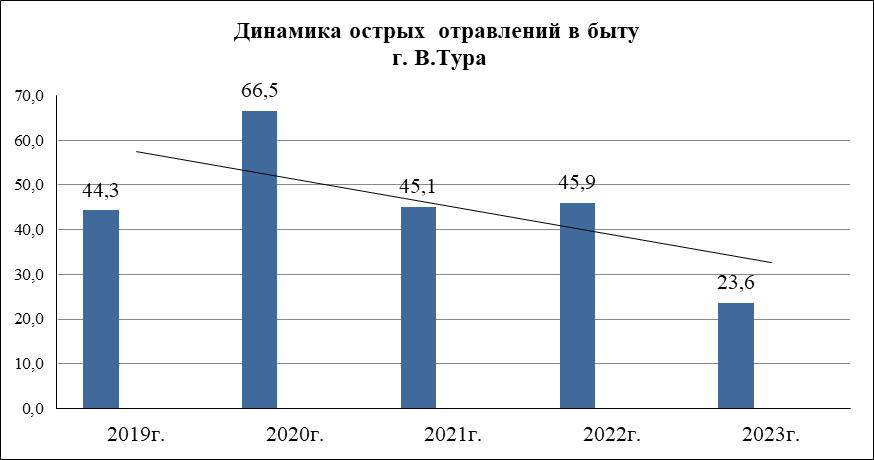 Динамика острых  отравлений в быту
г. В.Тура
70,0
60,0
50,0
40,0
30,0
20,0
10,0
0,0
44,3
66,5
45,1
45,9
23,6
2019г.
2020г.
2021г.
2022г.
2023г.